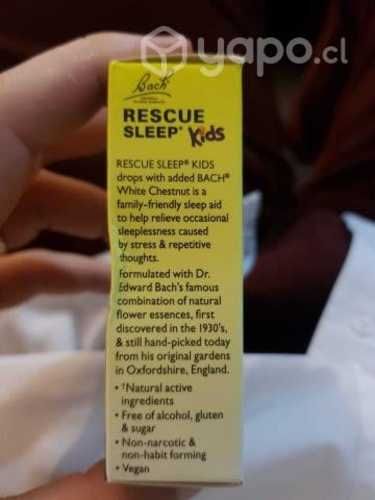 yapo.cl
Bach®
RESCUE
SLEEP® Kids
RESCUE SLEEP® KIDS
drops with added BACH®
White Chestnut is a
family-friendly sleep aid
to help relieve occasional
sleeplessness caused
by stress & repetitive
thoughts.
Formulated with Dr.
Edward Bach's famous
combination of natural
flower essences, first
discovered in the 1930's,
& still hand-picked today
from his original gardens
in Oxfordshire, England.
• †Natural active
ingredients
• Free of alcohol, gluten
& sugar
• Non-narcotic &
non-habit forming
• Vegan